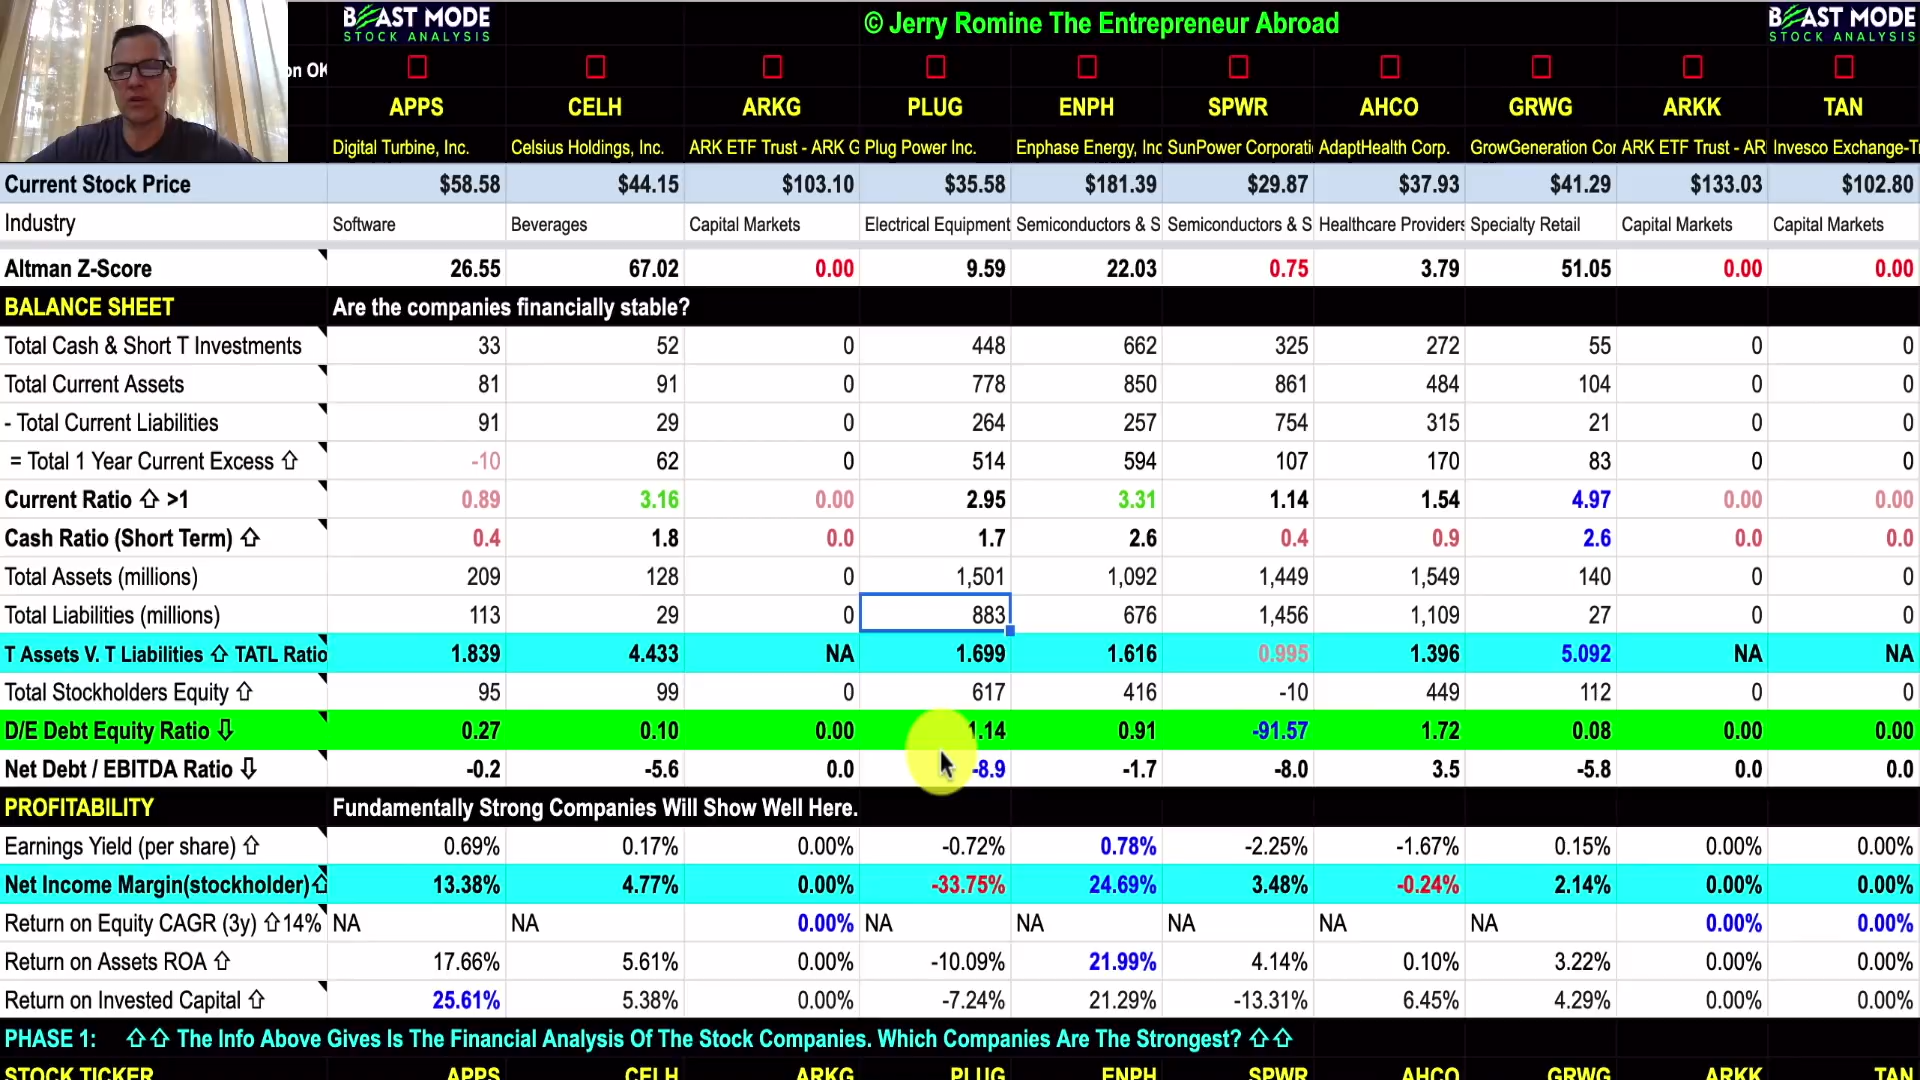 BEAST MODE
STOCK ANALYSIS
© Jerry Romine The Entrepreneur Abroad
BEAST MODE
STOCK ANALYSIS
on OK
APPS CELH ARKG PLUG ENPH SPWR AHCO GRWG ARKK TAN
Digital Turbine, Inc. Celsius Holdings, Inc. ARK ETF Trust - ARK G Plug Power Inc. Enphase Energy, Inc SunPower Corporati AdaptHealth Corp. GrowGeneration Cor ARK ETF Trust - AR Invesco Exchange-Tr
Current Stock Price $58.58 $44.15 $103.10 $35.58 $181.39 $29.87 $37.93 $41.29 $133.03 $102.80
Industry Software Beverages Capital Markets Electrical Equipment Semiconductors & S Semiconductors & S Healthcare Providers Specialty Retail Capital Markets Capital Markets
Altman Z-Score 26.55 67.02 0.00 9.59 22.03 0.75 3.79 51.05 0.00 0.00
BALANCE SHEET Are the companies financially stable?
Total Cash & Short T Investments 33 52 0 448 662 325 272 55 0 0
Total Current Assets 81 91 0 778 850 861 484 104 0 0
- Total Current Liabilities 91 29 0 264 257 754 315 21 0 0
= Total 1 Year Current Excess ⇧ -10 62 0 514 594 107 170 83 0 0
Current Ratio ⇧ >1 0.89 3.16 0.00 2.95 3.31 1.14 1.54 4.97 0.00 0.00
Cash Ratio (Short Term) ⇧ 0.4 1.8 0.0 1.7 2.6 0.4 0.9 2.6 0.0 0.0
Total Assets (millions) 209 128 0 1,501 1,092 1,449 1,549 140 0 0
Total Liabilities (millions) 113 29 0 883 676 1,456 1,109 27 0 0
T Assets V. T Liabilities ⇧ TATL Ratio 1.839 4.433 NA 1.699 1.616 0.995 1.396 5.092 NA NA
Total Stockholders Equity ⇧ 95 99 0 617 416 -10 449 112 0 0
D/E Debt Equity Ratio ⇩ 0.27 0.10 0.00 1.14 0.91 -91.57 1.72 0.08 0.00 0.00
Net Debt / EBITDA Ratio ⇩ -0.2 -5.6 0.0 -8.9 -1.7 -8.0 3.5 -5.8 0.0 0.0
PROFITABILITY Fundamentally Strong Companies Will Show Well Here.
Earnings Yield (per share) ⇧ 0.69% 0.17% 0.00% -0.72% 0.78% -2.25% -1.67% 0.15% 0.00% 0.00%
Net Income Margin(stockholder)⇧ 13.38% 4.77% 0.00% -33.75% 24.69% 3.48% -0.24% 2.14% 0.00% 0.00%
Return on Equity CAGR (3y) ⇧14% NA NA 0.00% NA NA NA NA NA 0.00% 0.00%
Return on Assets ROA ⇧ 17.66% 5.61% 0.00% -10.09% 21.99% 4.14% 0.10% 3.22% 0.00% 0.00%
Return on Invested Capital ⇧ 25.61% 5.38% 0.00% -7.24% 21.29% -13.31% 6.45% 4.29% 0.00% 0.00%
PHASE 1: ⇧⇧ The Info Above Gives Is The Financial Analysis Of The Stock Companies. Which Companies Are The Strongest? ⇧⇧
STOCK TICKER APPS CELH ARKG PLUG ENPH SPWR AHCO GRWG ARKK TAN